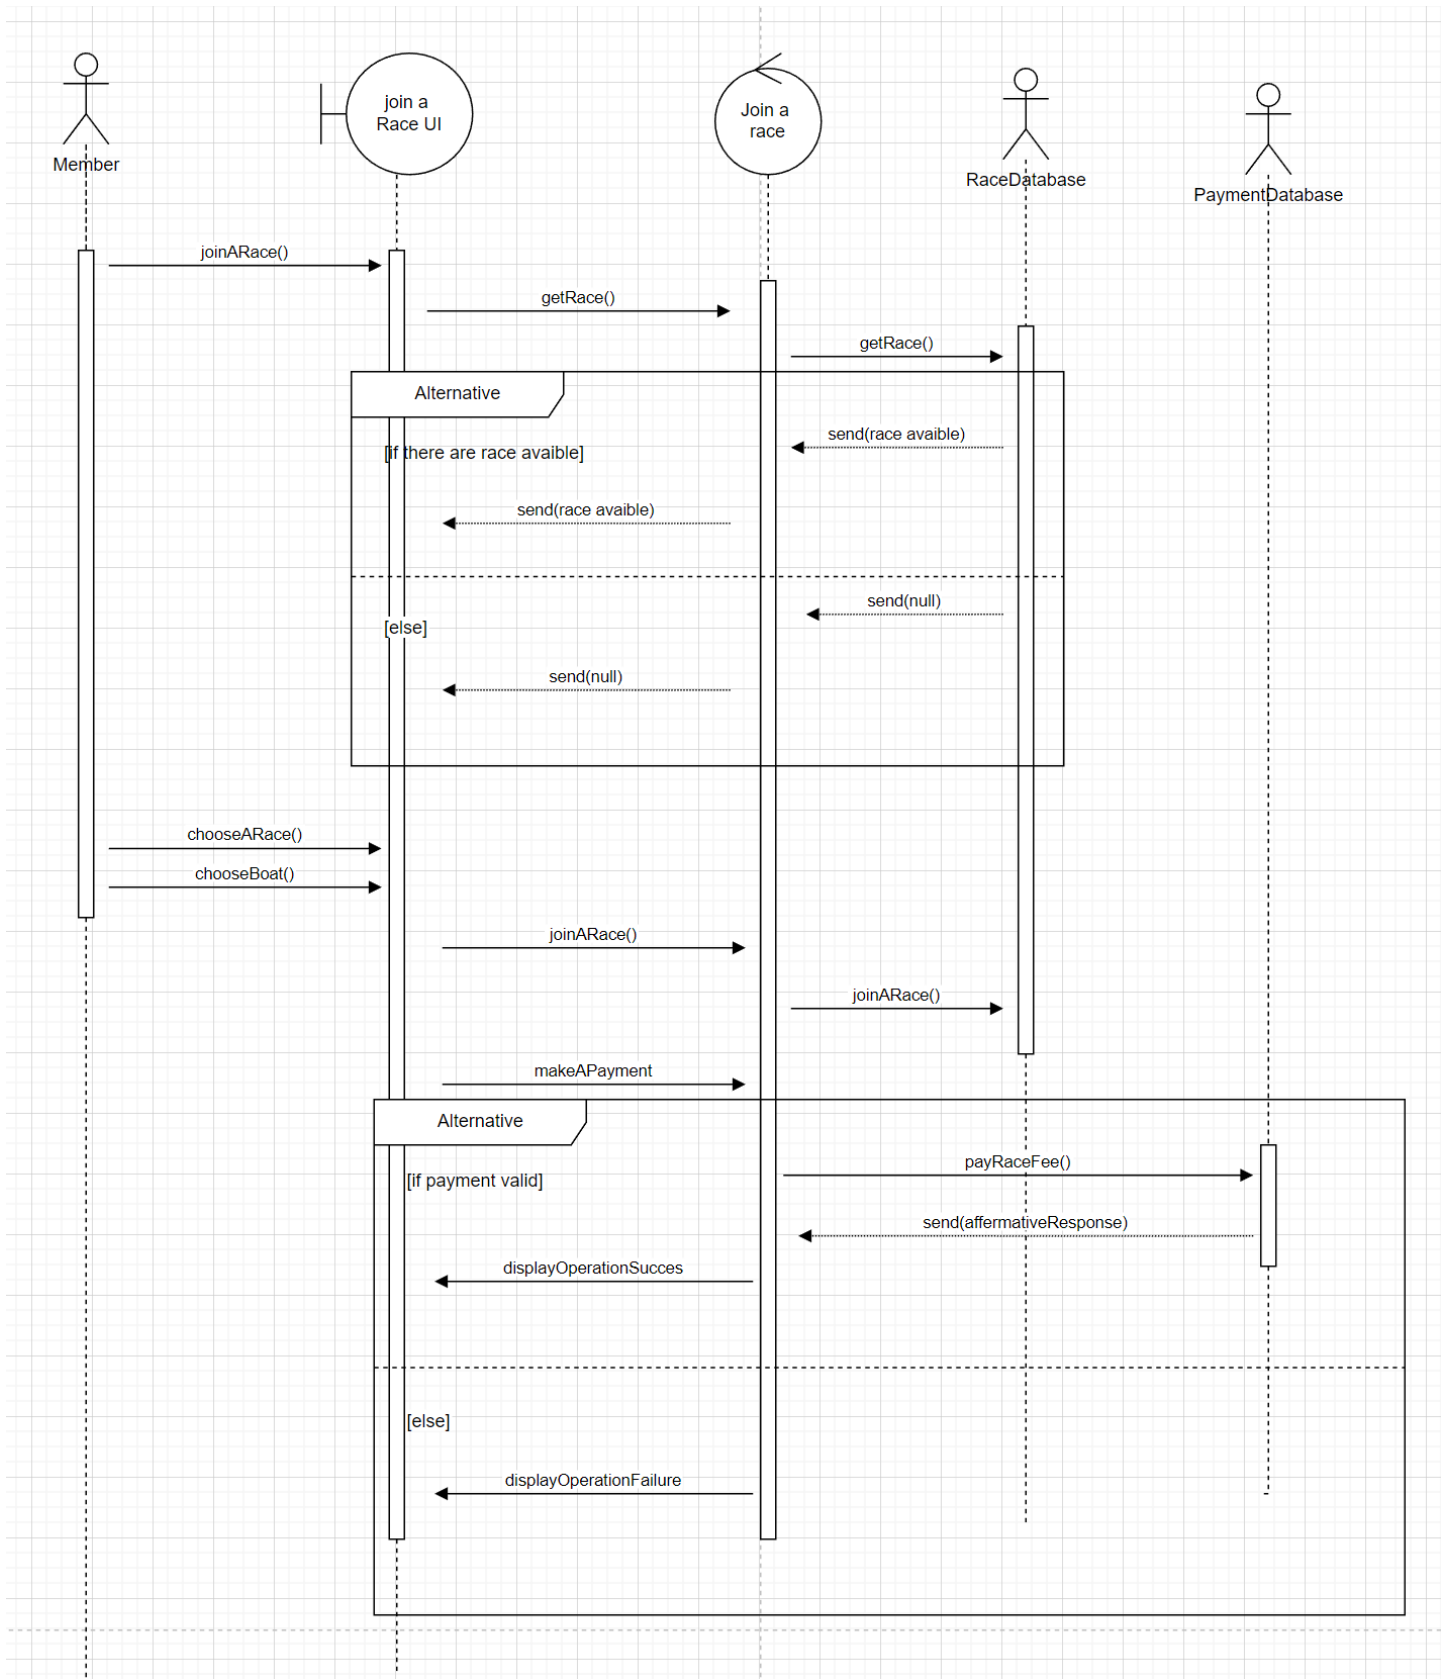 join a
Race UI
Join a
race
Member
RaceDatabase
PaymentDatabase
joinARace()
getRace()
getRace()
Alternative
send(race avaible)
[if there are race avaible]
send(race avaible)
send(null)
[else]
send(null)
chooseARace()
chooseBoat()
joinARace()
joinARace()
makeAPayment
Alternative
payRaceFee()
[if payment valid]
send(affermativeResponse)
displayOperationSucces
[else]
displayOperationFailure